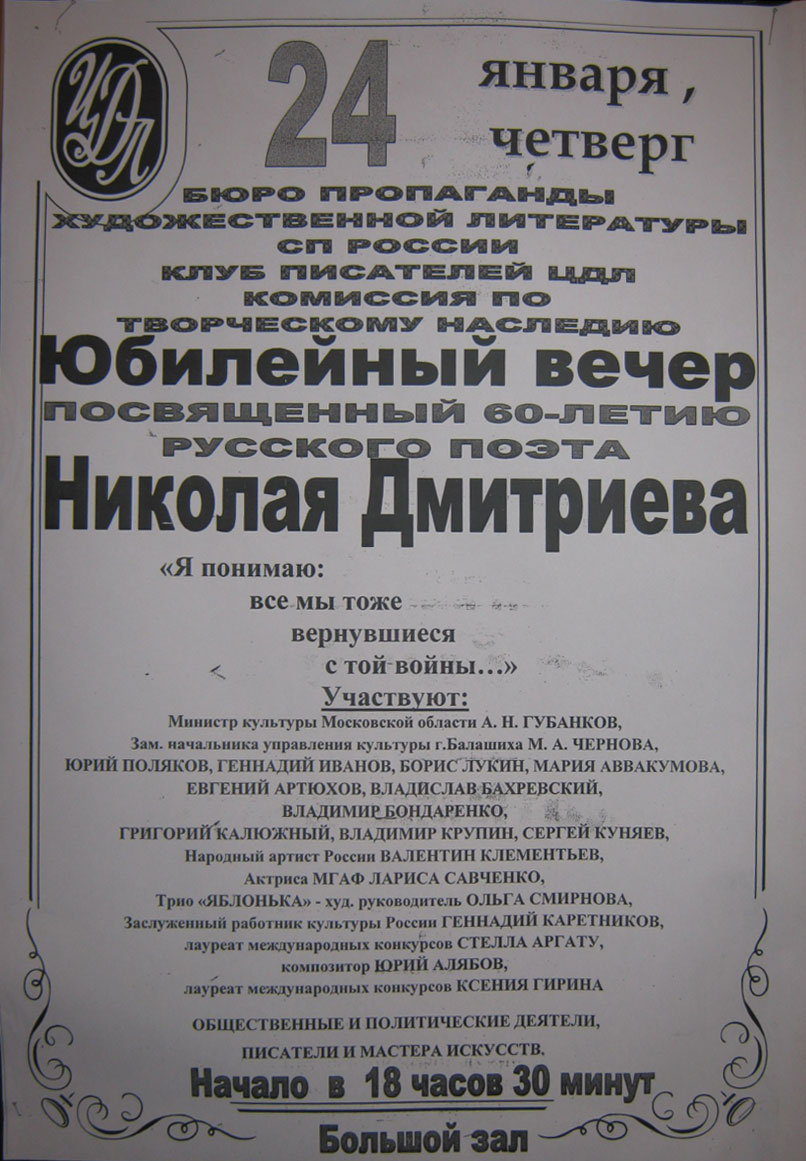 ЦДЛ
24 января,
четверг
БЮРО ПРОПАГАНДЫ
ХУДОЖЕСТВЕННОЙ ЛИТЕРАТУРЫ
СП РОССИИ
КЛУБ ПИСАТЕЛЕЙ ЦДЛ
КОМИССИЯ ПО
ТВОРЧЕСКОМУ НАСЛЕДИЮ
Юбилейный вечер
ПОСВЯЩЕННЫЙ 60-ЛЕТИЮ
РУССКОГО ПОЭТА
Николая Дмитриева
«Я понимаю:
все мы тоже
вернувшиеся
с той войны…»
Участвуют:
Министр культуры Московской области А. Н. ГУБАНКОВ,
Зам. начальника управления культуры г.Балашиха М. А. ЧЕРНОВА,
ЮРИЙ ПОЛЯКОВ, ГЕННАДИЙ ИВАНОВ, БОРИС ЛУКИН, МАРИЯ АВВАКУМОВА,
ЕВГЕНИЙ АРТЮХОВ, ВЛАДИСЛАВ БАХРЕВСКИЙ,
ВЛАДИМИР БОНДАРЕНКО,
ГРИГОРИЙ КАЛЮЖНЫЙ, ВЛАДИМИР КРУПИН, СЕРГЕЙ КУНЯЕВ,
Народный артист России ВАЛЕНТИН КЛЕМЕНТЬЕВ,
Актриса МГАФ ЛАРИСА САВЧЕНКО,
Трио «ЯБЛОНЬКА» - худ. руководитель ОЛЬГА СМИРНОВА,
Заслуженный работник культуры России ГЕННАДИЙ КАРЕТНИКОВ,
лауреат международных конкурсов СТЕЛЛА АРГАТУ,
композитор ЮРИЙ АЛЯБОВ,
лауреат международных конкурсов КСЕНИЯ ГИРИНА
ОБЩЕСТВЕННЫЕ И ПОЛИТИЧЕСКИЕ ДЕЯТЕЛИ,
ПИСАТЕЛИ И МАСТЕРА ИСКУССТВ.
Начало в 18 часов 30 минут
Большой зал